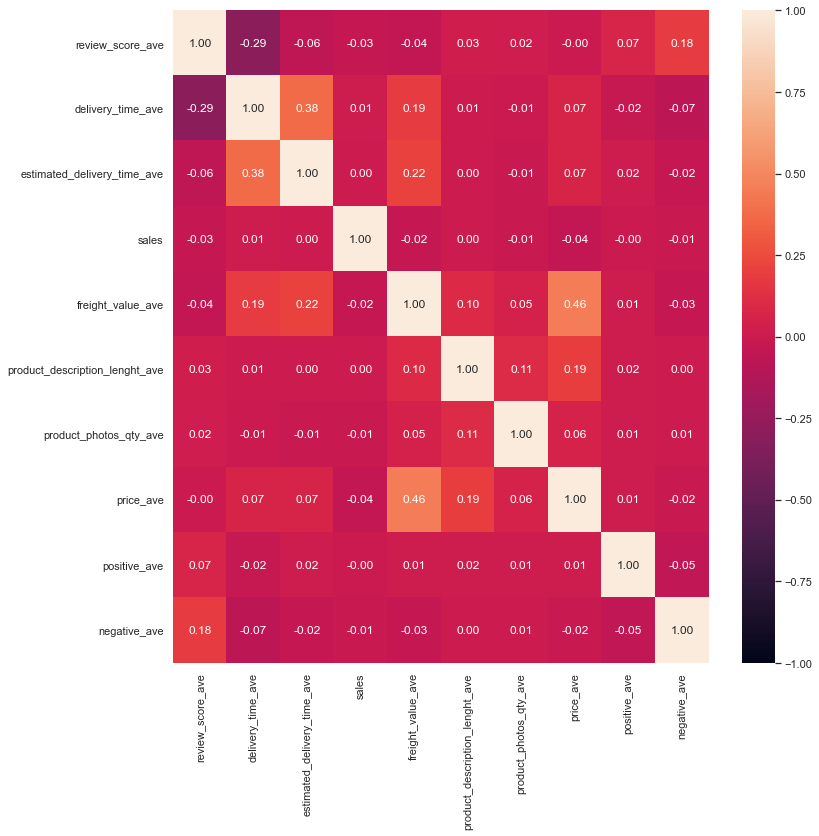 review_score_ave 1.00 -0.29 -0.06 -0.03 -0.04 0.03 0.02 -0.00 0.07 0.18
delivery_time_ave -0.29 1.00 0.38 0.01 0.19 0.01 -0.01 0.07 -0.02 -0.07
estimated_delivery_time_ave -0.06 0.38 1.00 0.00 0.22 0.00 -0.01 0.07 0.02 -0.02
sales -0.03 0.01 0.00 1.00 -0.02 0.00 -0.01 -0.04 -0.00 -0.01
freight_value_ave -0.04 0.19 0.22 -0.02 1.00 0.10 0.05 0.46 0.01 -0.03
product_description_lenght_ave 0.03 0.01 0.00 0.00 0.10 1.00 0.11 0.19 0.02 0.00
product_photos_qty_ave 0.02 -0.01 -0.01 -0.01 0.05 0.11 1.00 0.06 0.01 0.01
price_ave -0.00 0.07 0.07 -0.04 0.46 0.19 0.06 1.00 0.01 -0.02
positive_ave 0.07 -0.02 0.02 -0.00 0.01 0.02 0.01 0.01 1.00 -0.05
negative_ave 0.18 -0.07 -0.02 -0.01 -0.03 0.00 0.01 -0.02 -0.05 1.00
review_score_ave
delivery_time_ave
estimated_delivery_time_ave
sales
freight_value_ave
product_description_lenght_ave
product_photos_qty_ave
price_ave
positive_ave
negative_ave
1.00
0.75
0.50
0.25
0.00
−0.25
−0.50
−0.75
−1.00